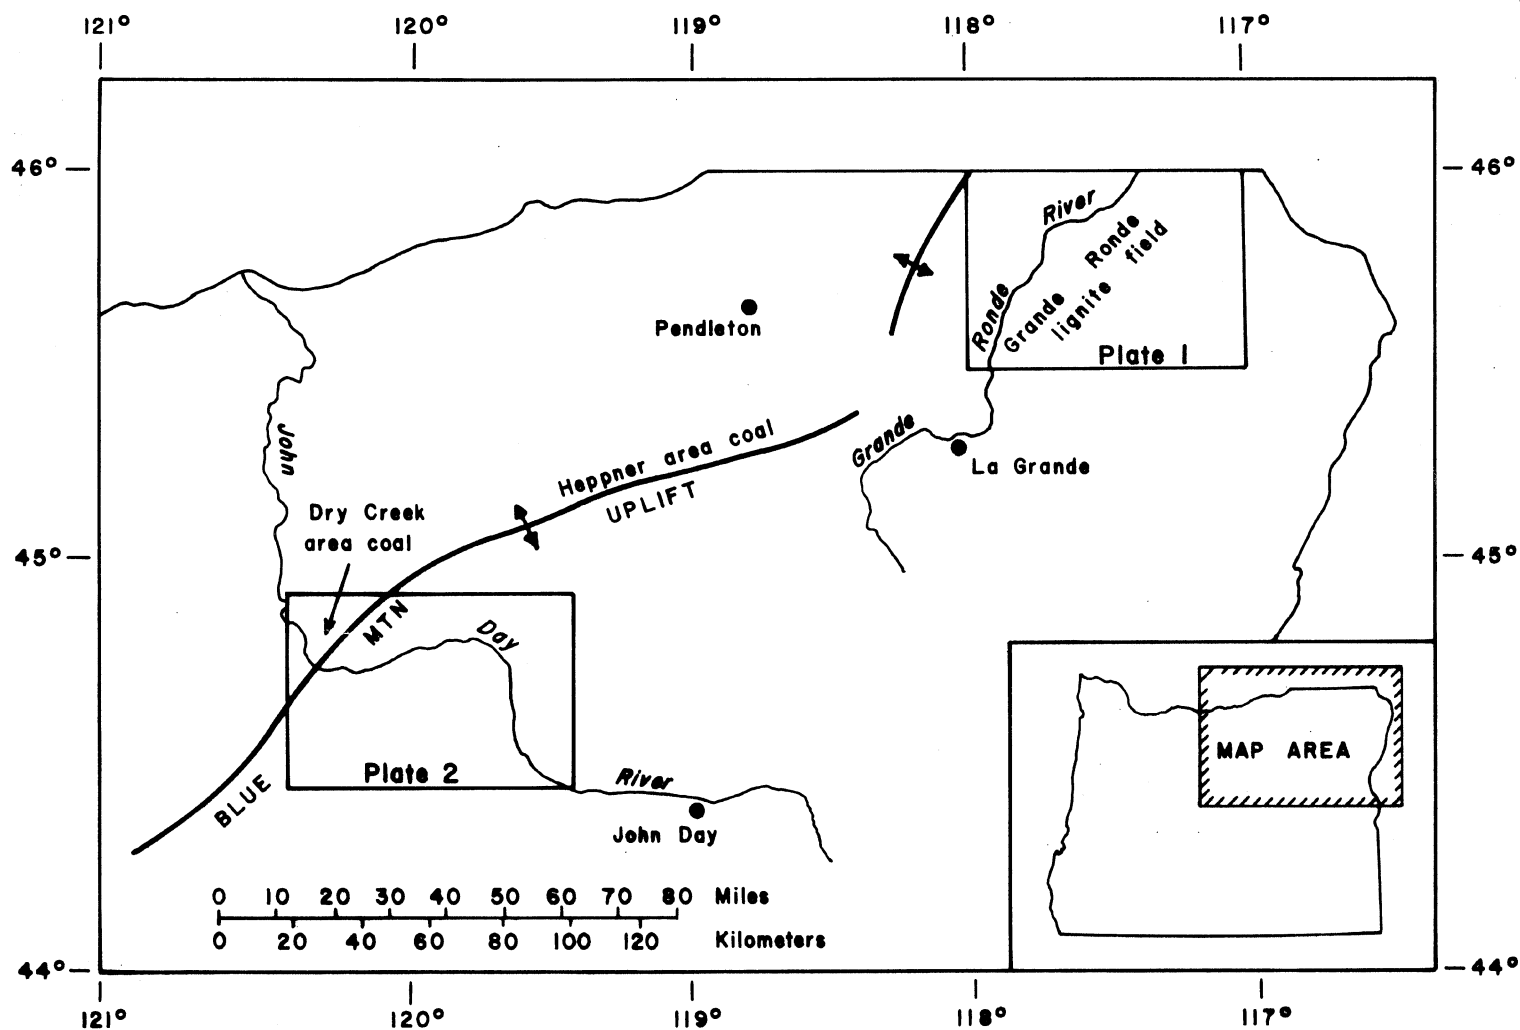 121° 120° 119° 118° 117°
46° 46°
River
Ronde
Grande Ronde
lignite field
Plate 1
Pendleton
Grande
La Grande
John
Heppner area coal
UPLIFT
Dry Creek
area coal
45° 45°
MTN
Day
BLUE
Plate 2
River
John Day
MAP AREA
0 10 20 30 40 50 60 70 80 Miles
0 20 40 60 80 100 120 Kilometers
44° 44°
121° 120° 119° 118° 117°